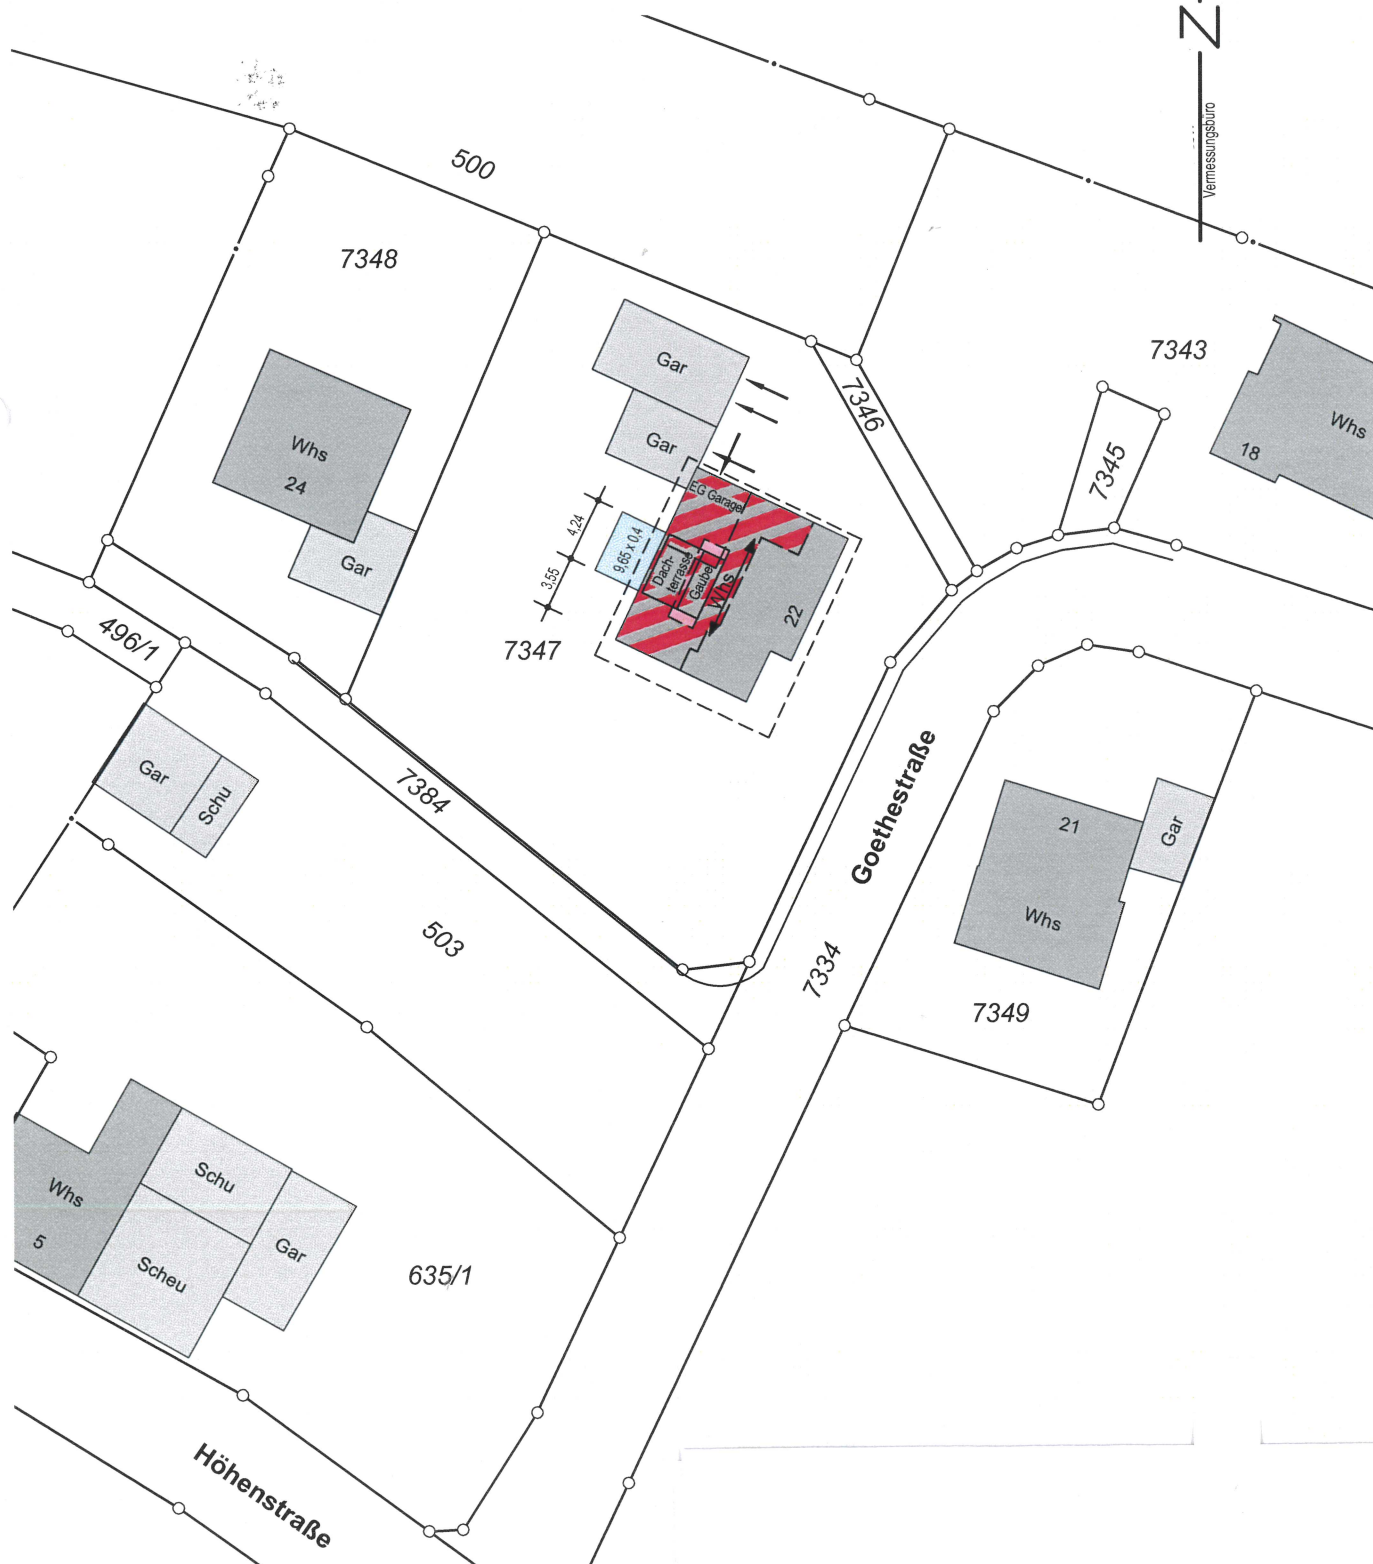 N
Vermessungsbüro
500
7348
7343
Gar
7346
Whs
18
Gar
Whs
24
7345
EG Garage
4,24
9,65 x 0,4
Gar
3,55
Dach-
terrasse
Gaube
Whs
22
7347
496/1
Gar
Schu
7384
Goethestraße
21
Gar
Whs
503
7334
7349
Schu
Whs
5
Gar
Scheu
635/1
Höhenstraße